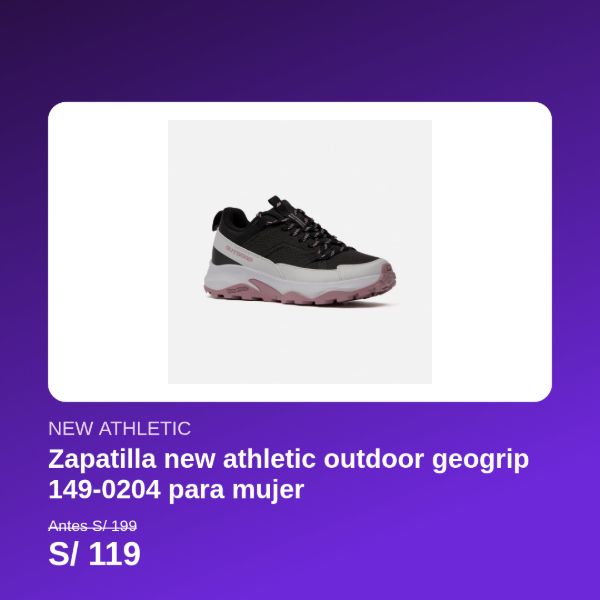 NEW ATHLETIC
Zapatilla new athletic outdoor geogrip
149-0204 para mujer
Antes S/ 199
S/ 119